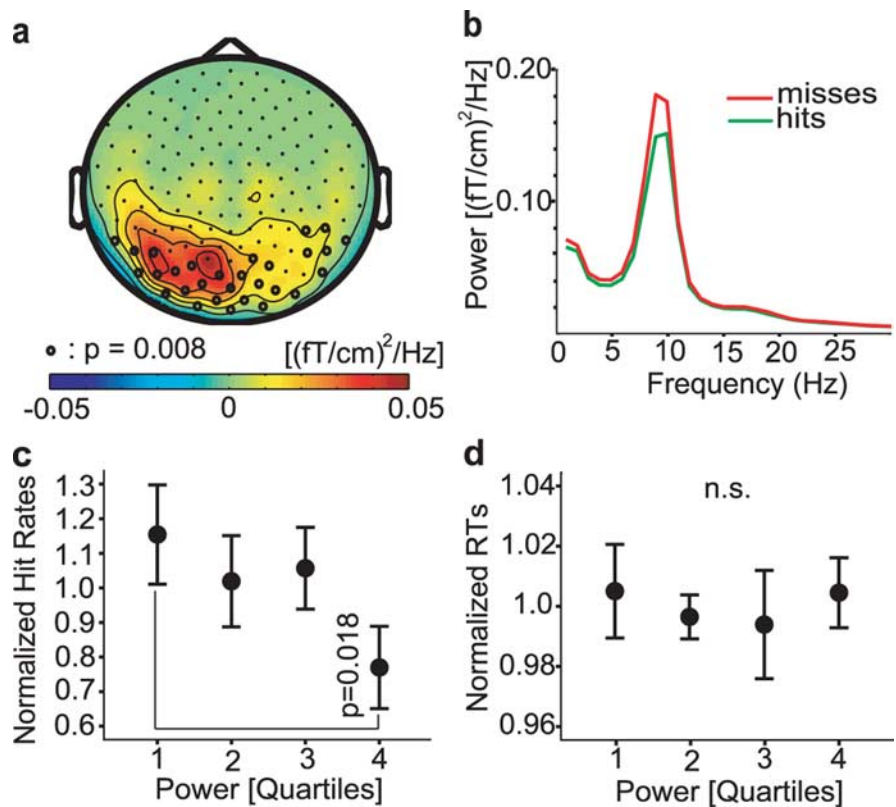 a
: p = 0.008
[(fT/cm)²/Hz]
-0.05 0 0.05
b
Power [(fT/cm)²/Hz]
0.20
0.10
misses
hits
0 5 10 15 20 25
Frequency (Hz)
c
Normalized Hit Rates
1.3
1.2
1.1
1.0
0.9
0.8
0.7
0.6
p=0.018
1 2 3 4
Power [Quartiles]
d
Normalized RTs
1.04
1.02
1.00
0.98
0.96
n.s.
1 2 3 4
Power [Quartiles]